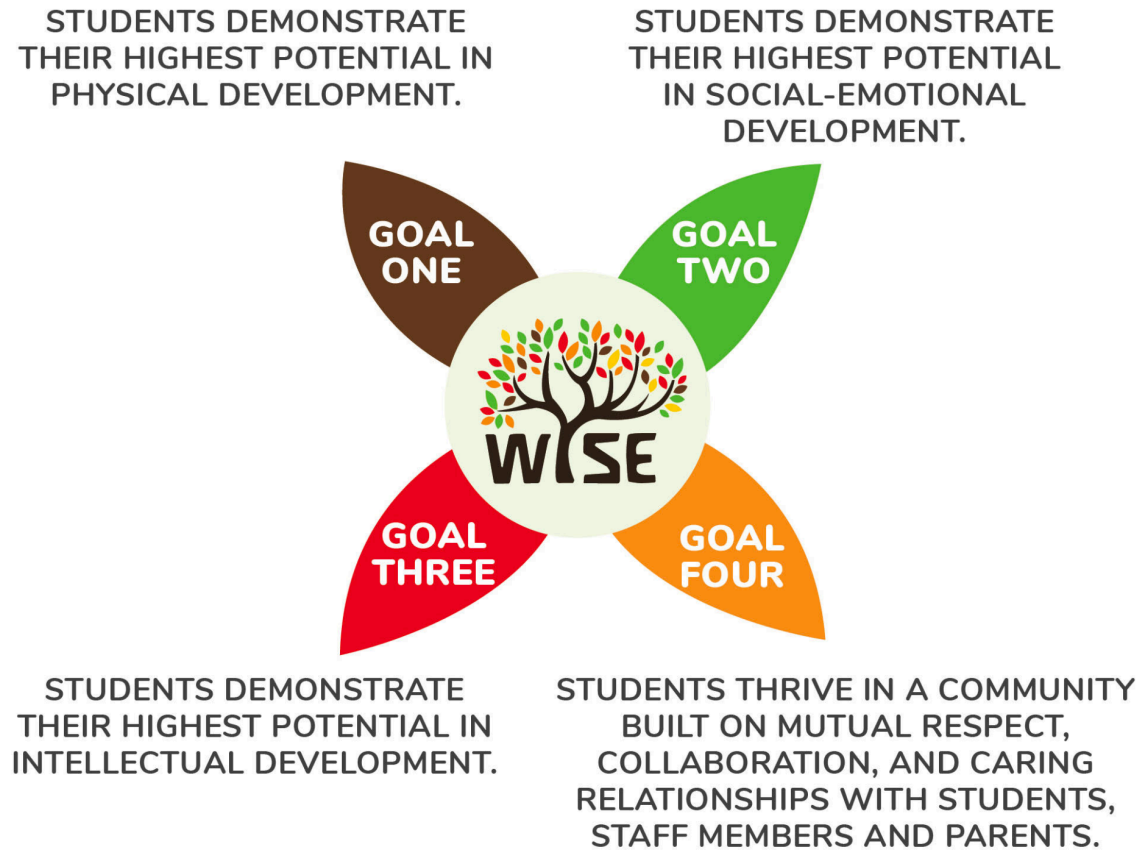 STUDENTS DEMONSTRATE
THEIR HIGHEST POTENTIAL IN
PHYSICAL DEVELOPMENT.
STUDENTS DEMONSTRATE
THEIR HIGHEST POTENTIAL
IN SOCIAL-EMOTIONAL
DEVELOPMENT.
GOAL
ONE
GOAL
TWO
WISE
GOAL
THREE
GOAL
FOUR
STUDENTS DEMONSTRATE
THEIR HIGHEST POTENTIAL IN
INTELLECTUAL DEVELOPMENT.
STUDENTS THRIVE IN A COMMUNITY
BUILT ON MUTUAL RESPECT,
COLLABORATION, AND CARING
RELATIONSHIPS WITH STUDENTS,
STAFF MEMBERS AND PARENTS.